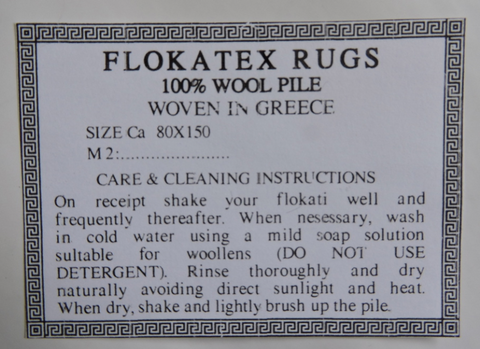 FLOKATEX RUGS
100% WOOL PILE
WOVEN IN GREECE
SIZE Ca 80X150
M 2:......................
CARE & CLEANING INSTRUCTIONS
On receipt shake your flokati well and
frequently thereafter. When nesessary, wash
in cold water using a mild soap solution
suitable for woollens (DO NOT USE
DETERGENT). Rinse thoroughly and dry
naturally avoiding direct sunlight and heat.
When dry, shake and lightly brush up the pile.